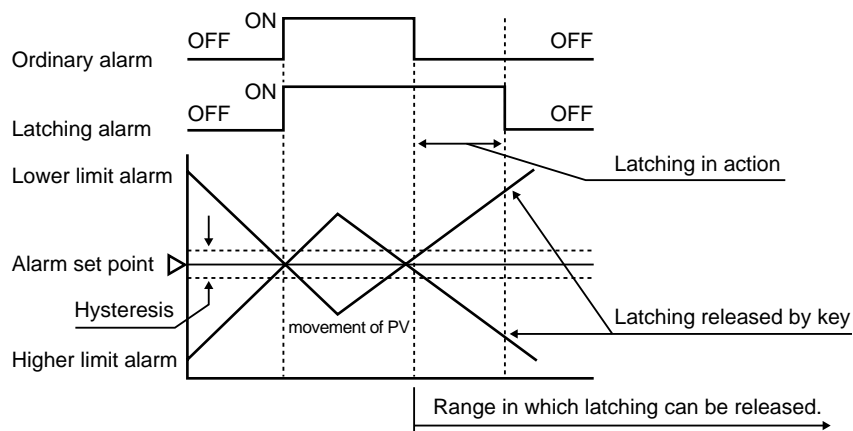 ON
OFF OFF
Ordinary alarm
ON
OFF OFF
Latching alarm
Latching in action
Lower limit alarm
Alarm set point
Hysteresis
movement of PV
Latching released by key
Higher limit alarm
Range in which latching can be released.